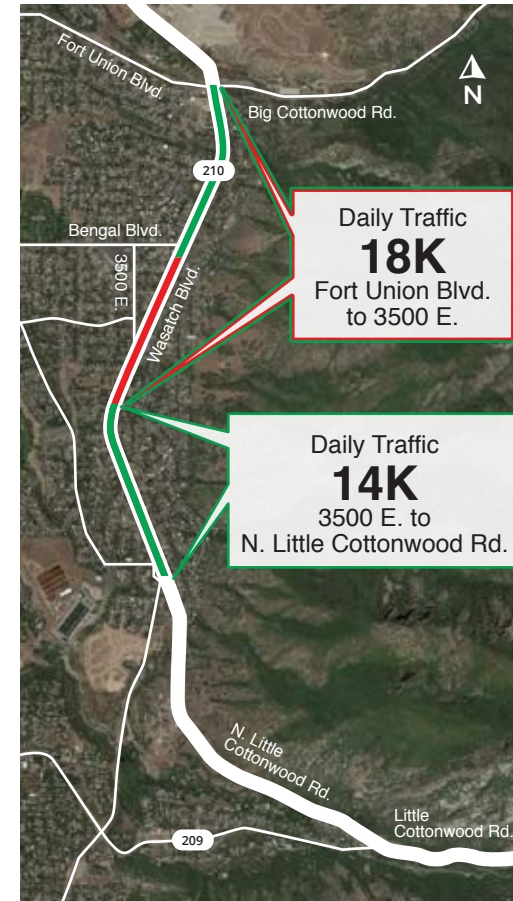 Fort Union Blvd.
N
Big Cottonwood Rd.
210
Daily Traffic
18K
Fort Union Blvd.
to 3500 E.
Bengal Blvd.
3500 E.
Wasatch Blvd.
Daily Traffic
14K
3500 E. to
N. Little Cottonwood Rd.
N. Little
Cottonwood Rd.
Little
Cottonwood Rd.
209